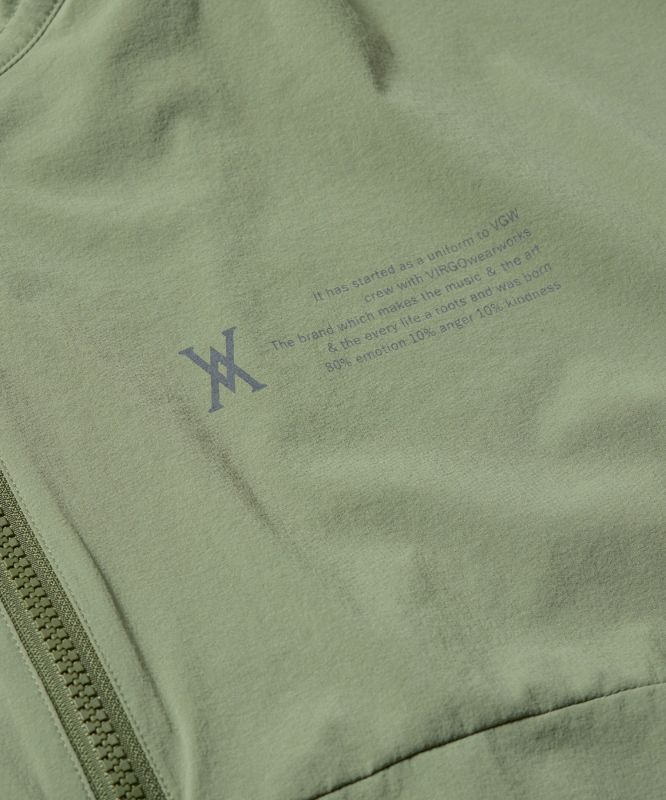 It has started as a uniform to VGW
crew with VIRGOwearworks
The brand which makes the music & the art
& the every life a roots and was born
80% emotion 10% anger 10% kindness